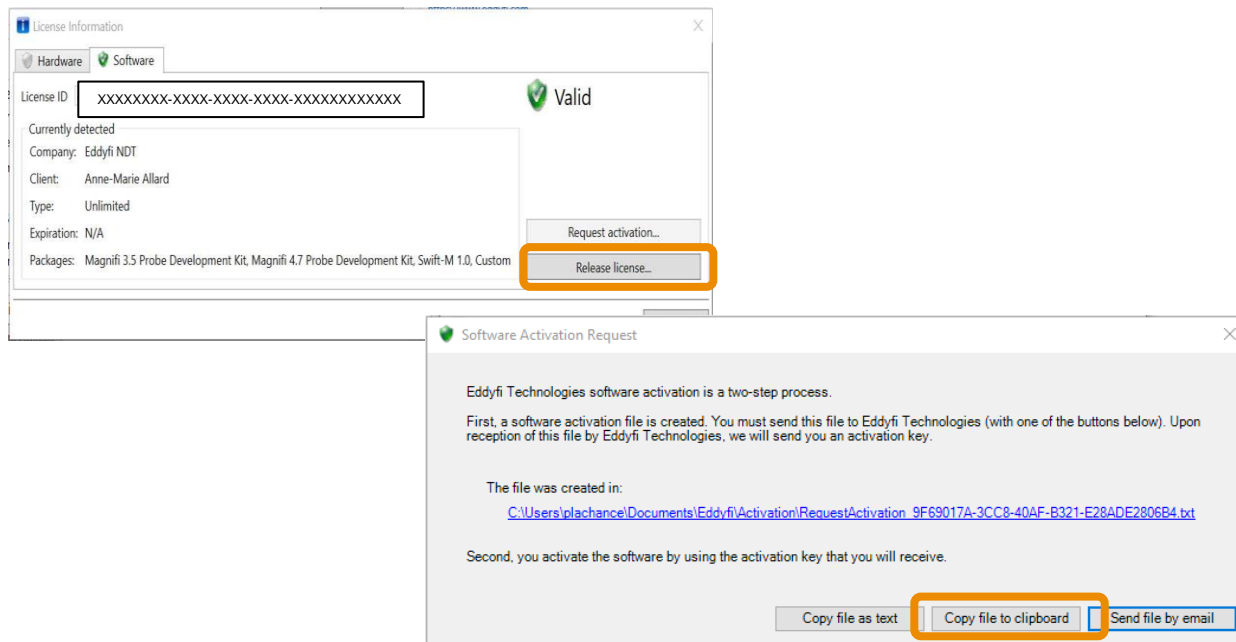 License Information
Hardware
Software
License ID
XXXXXXXX-XXXX-XXXX-XXXX-XXXXXXXXXXXX
Valid
Currently detected
Company: Eddyfi NDT
Client: Anne-Marie Allard
Type: Unlimited
Expiration: N/A
Packages: Magnifi 3.5 Probe Development Kit, Magnifi 4.7 Probe Development Kit, Swift-M 1.0, Custom
Request activation...
Release license...
Software Activation Request
Eddyfi Technologies software activation is a two-step process.
First, a software activation file is created. You must send this file to Eddyfi Technologies (with one of the buttons below). Upon
reception of this file by Eddyfi Technologies, we will send you an activation key.
The file was created in:
C:\Users\plachance\Documents\Eddyfi\Activation\RequestActivation_9F69017A-3CC8-40AF-B321-E28ADE2806B4.txt
Second, you activate the software by using the activation key that you will receive.
Copy file as text
Copy file to clipboard
Send file by email